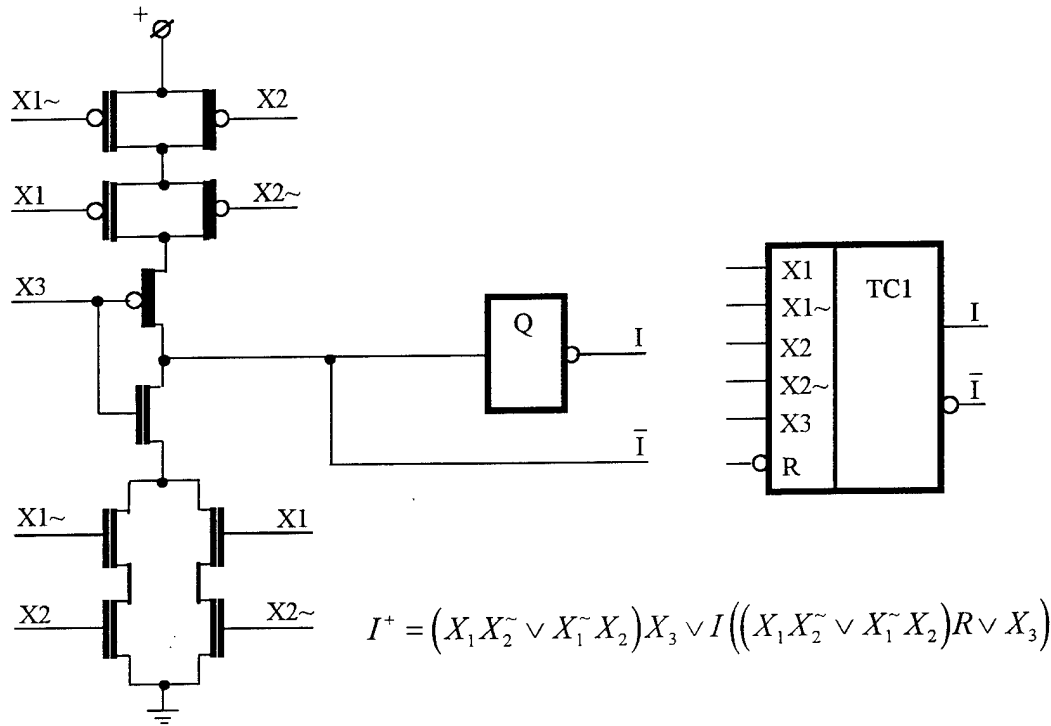 +
X1~ X2
X1 X2~
X3
Q
I
Ī
X1~ X1
X2 X2~
X1
X1~
X2
X2~
X3
R
TC1
I
Ī
I⁺ = (X₁X₂~ ∨ X₁~X₂)X₃ ∨ I((X₁X₂~ ∨ X₁~X₂)R ∨ X₃)